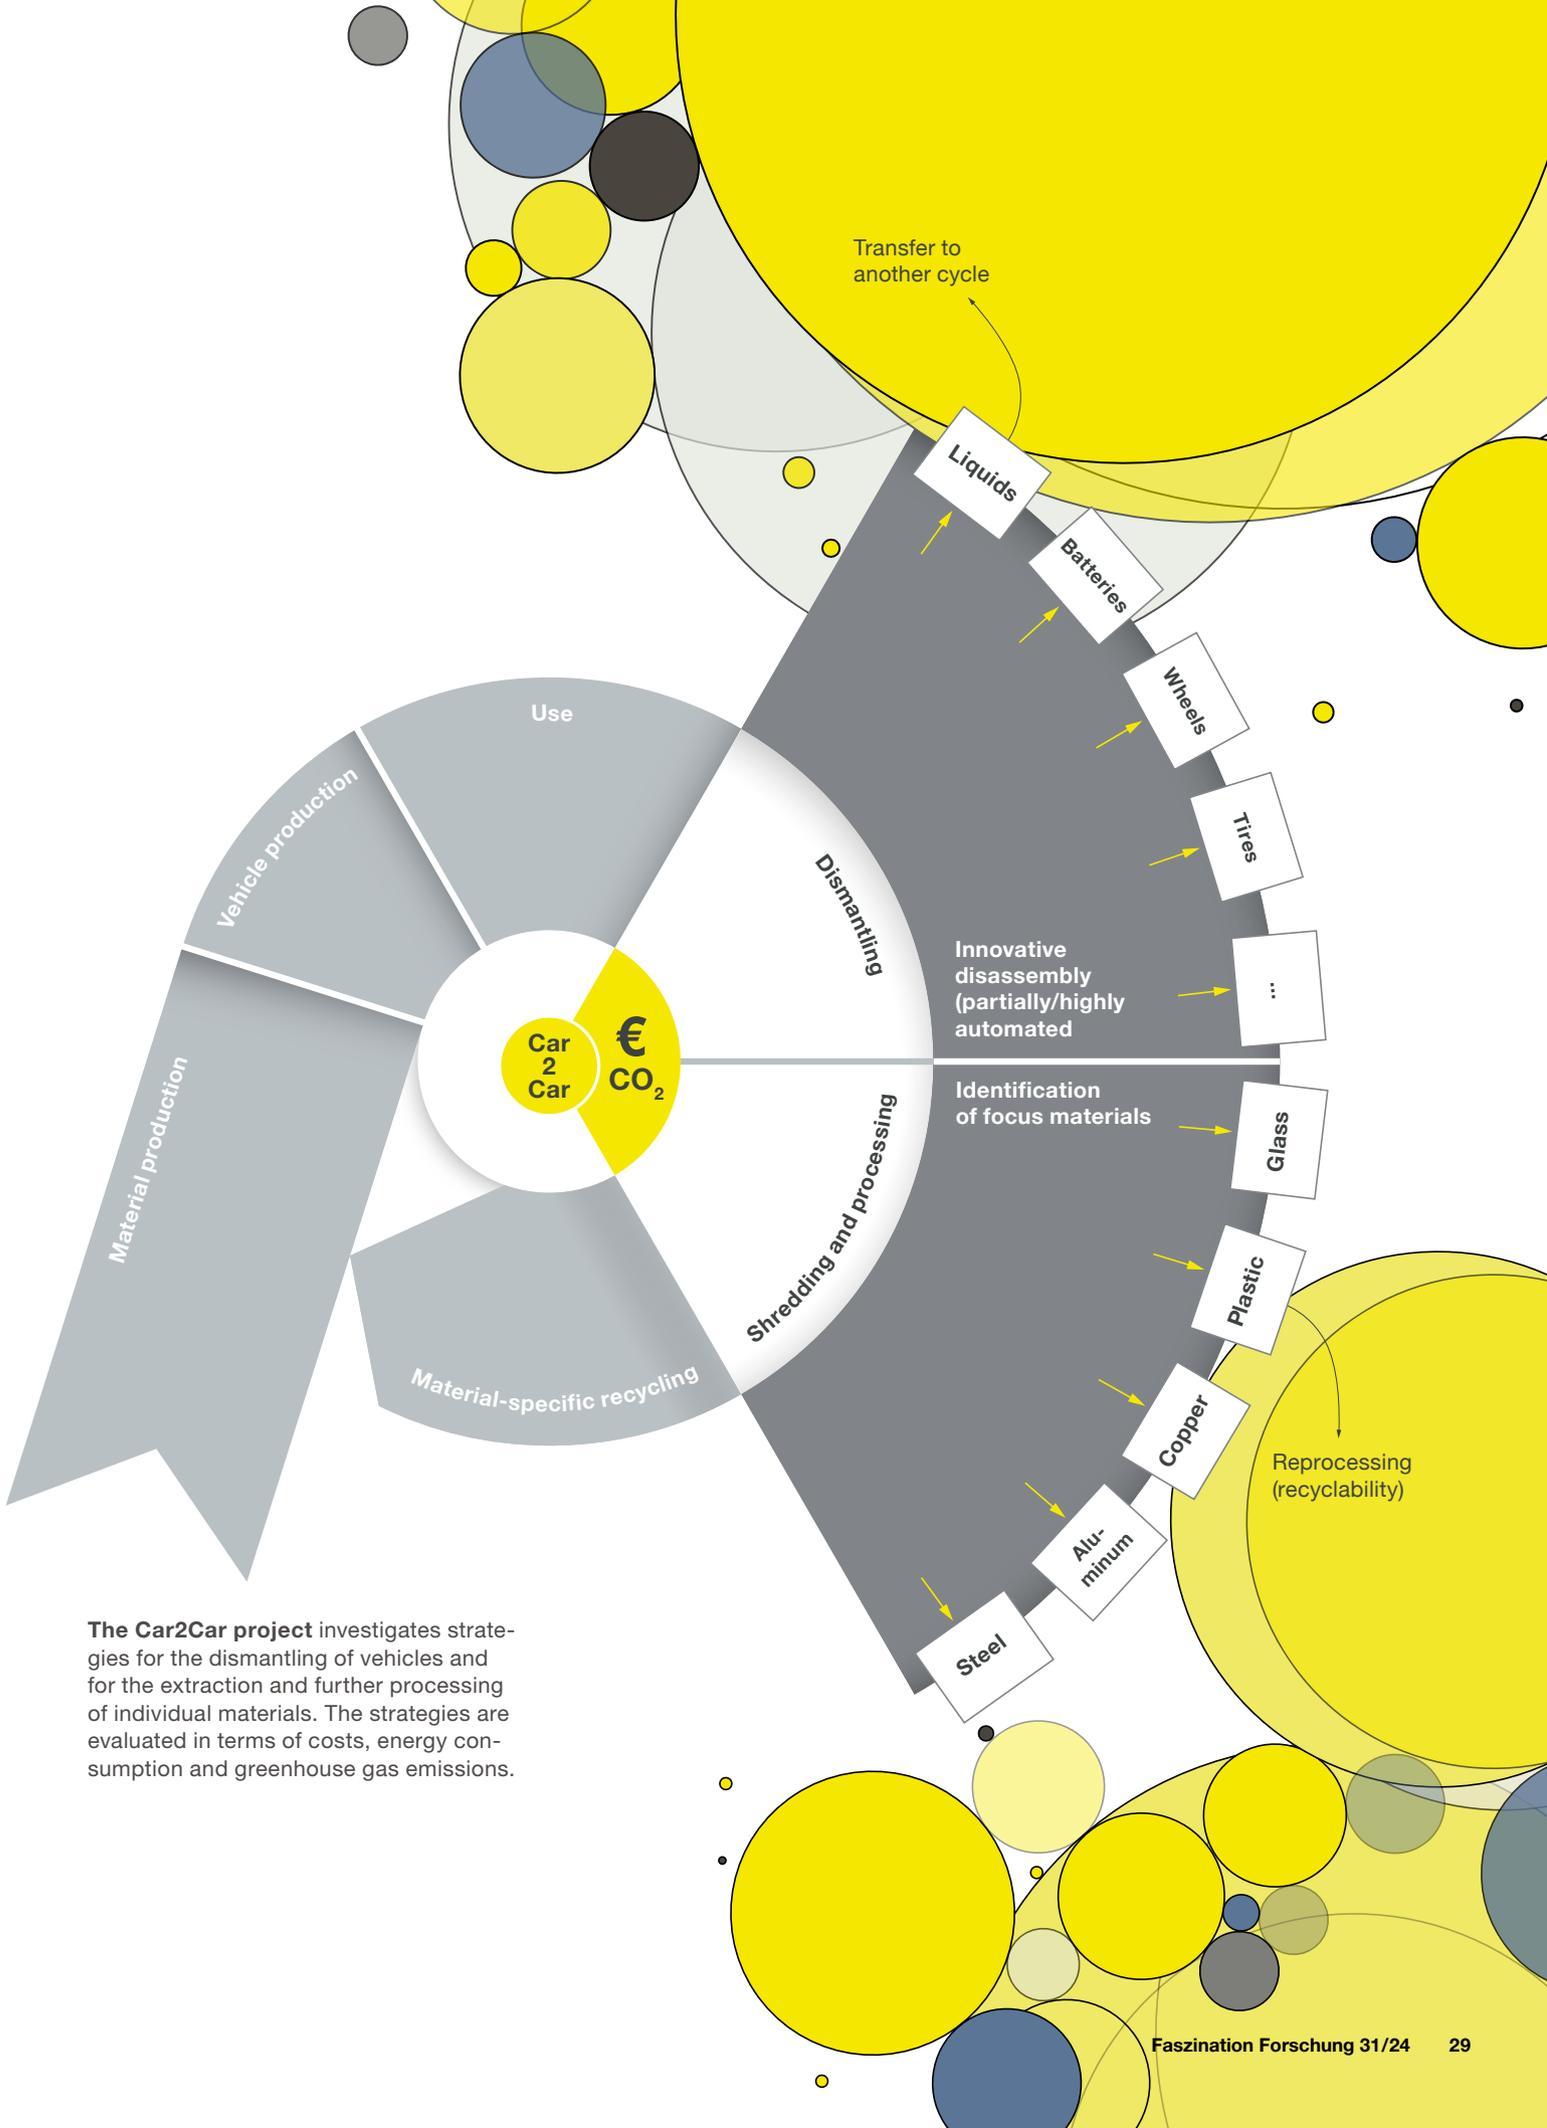 Transfer to
another cycle
Liquids
Batteries
Wheels
Tires
...
Use
Vehicle production
Material production
Dismantling
Innovative
disassembly
(partially/highly
automated
Car
2
Car
€
CO₂
Identification
of focus materials
Shredding and processing
Material-specific recycling
Glass
Plastic
Copper
Alu-
minum
Steel
Reprocessing
(recyclability)
The Car2Car project investigates strate-
gies for the dismantling of vehicles and
for the extraction and further processing
of individual materials. The strategies are
evaluated in terms of costs, energy con-
sumption and greenhouse gas emissions.
Faszination Forschung 31/24 29